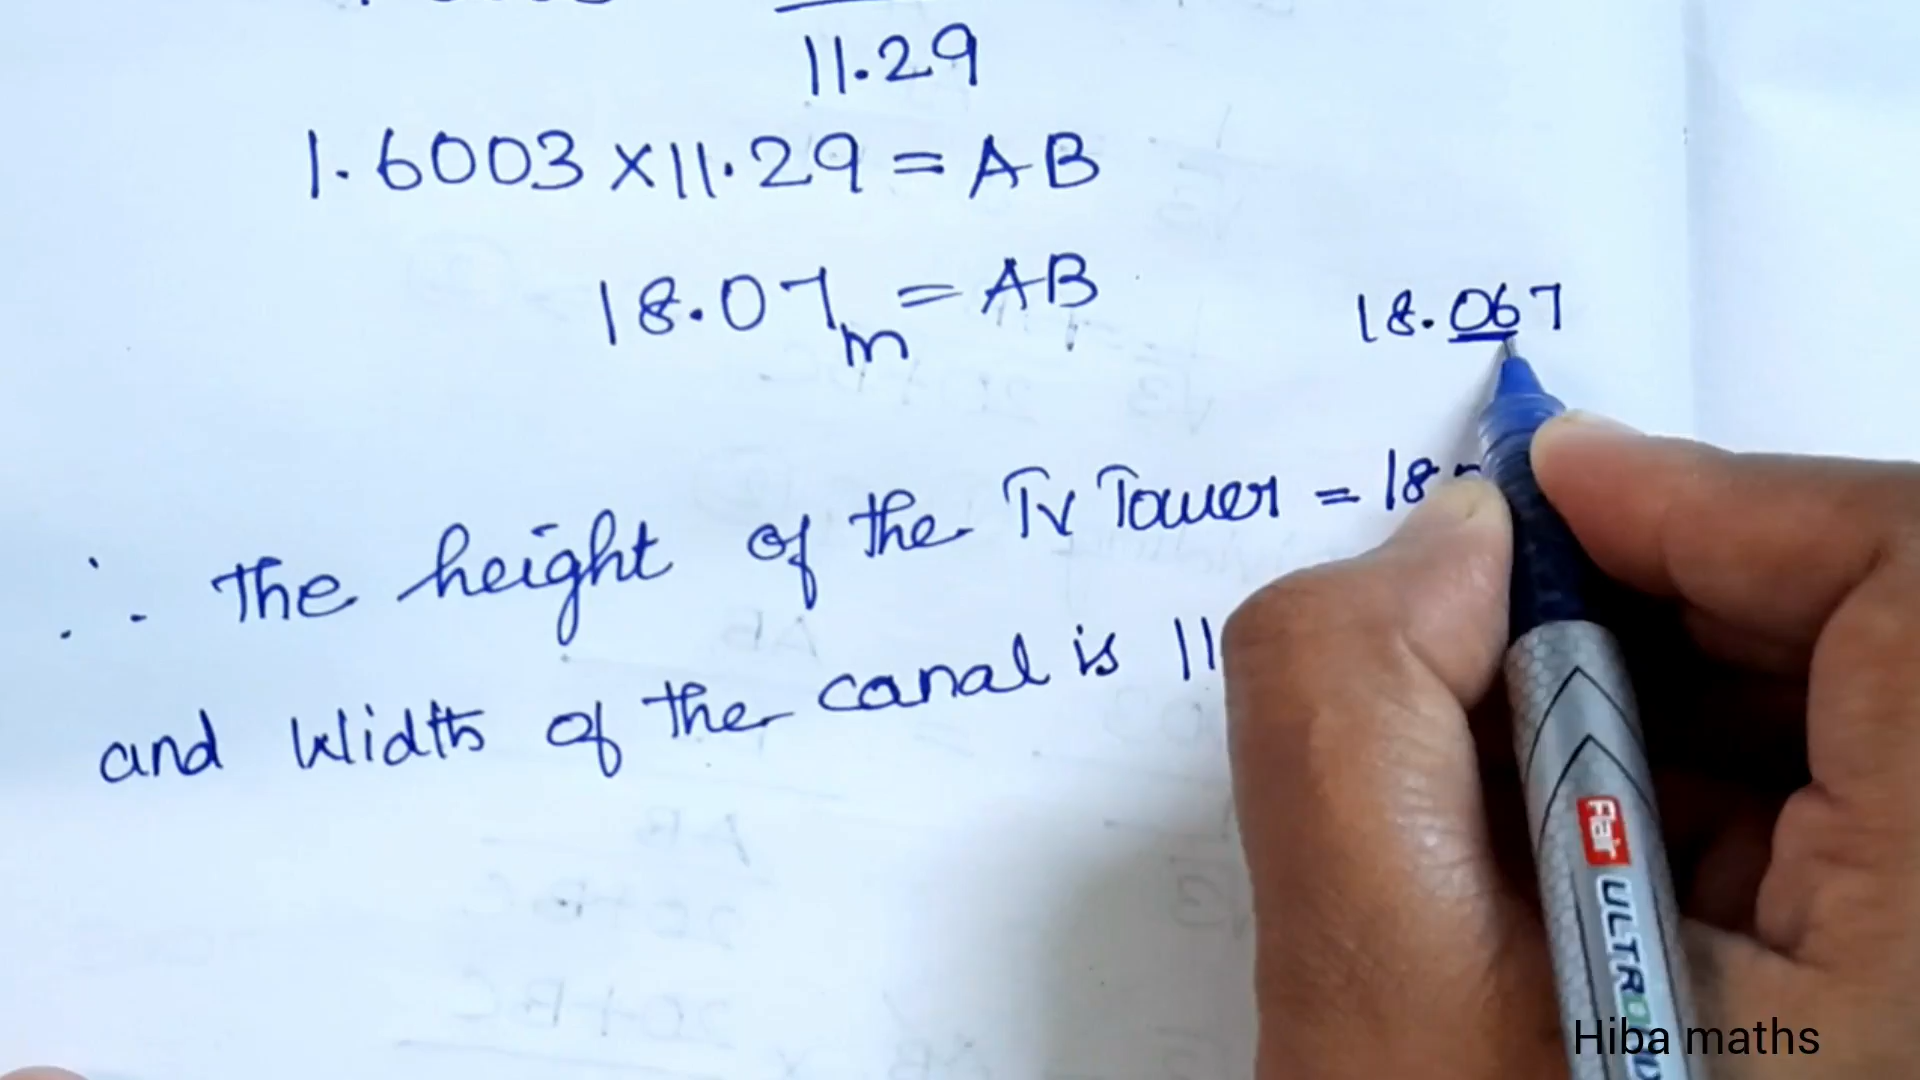 11.29
1.6003 × 11.29 = AB
18.07 m = AB
18.067
∴ The height of the TV Tower = 18
and Width of the canal is 11
Flair
ULTRO
Hiba maths